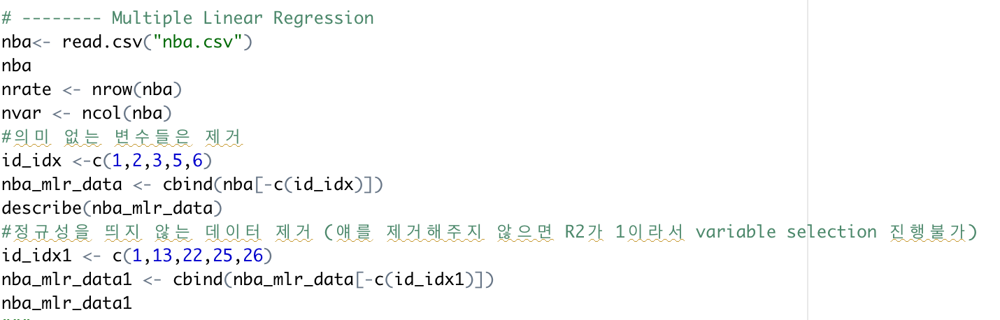 # -------- Multiple Linear Regression
nba<- read.csv("nba.csv")
nba
nrate <- nrow(nba)
nvar <- ncol(nba)
#의미 없는 변수들은 제거
id_idx <-c(1,2,3,5,6)
nba_mlr_data <- cbind(nba[-c(id_idx)])
describe(nba_mlr_data)
#정규성을 띄지 않는 데이터 제거 (얘를 제거해주지 않으면 R2가 1이라서 variable selection 진행불가)
id_idx1 <- c(1,13,22,25,26)
nba_mlr_data1 <- cbind(nba_mlr_data[-c(id_idx1)])
nba_mlr_data1